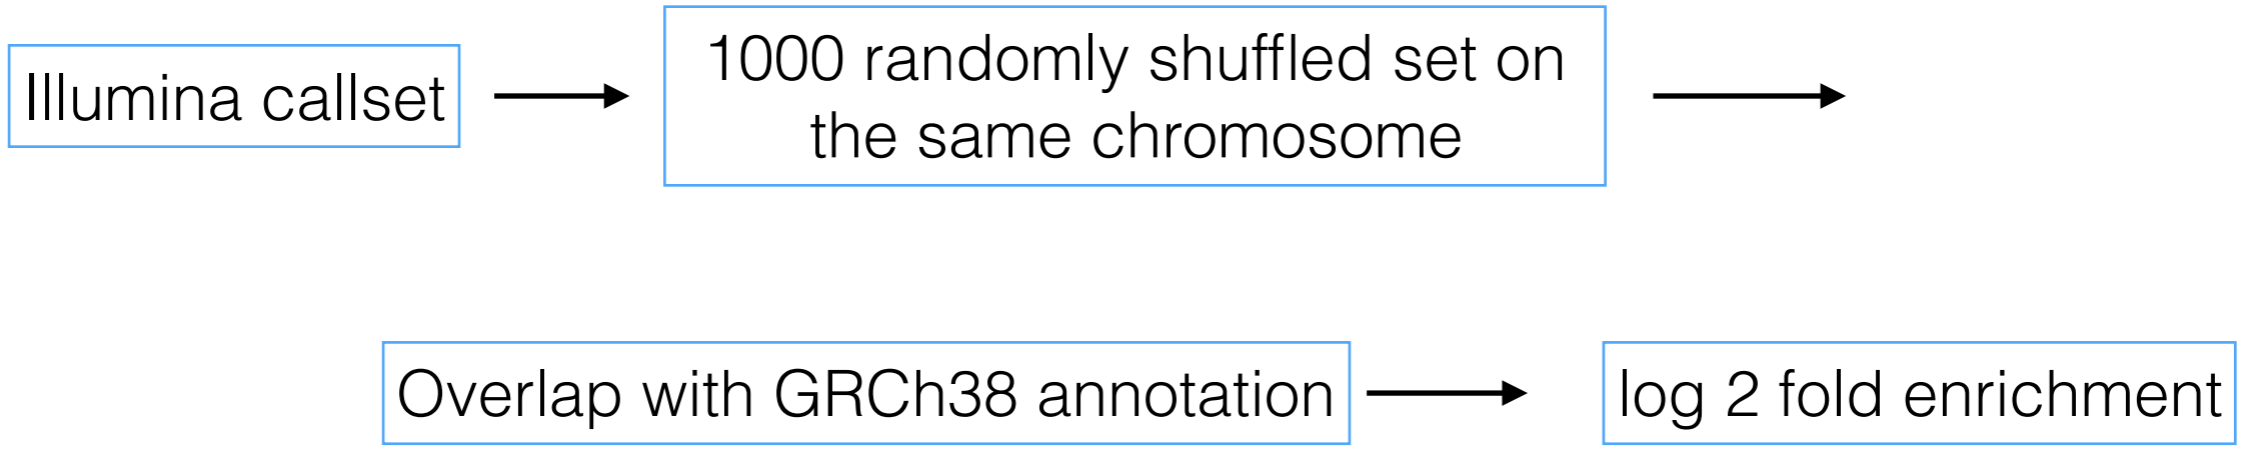 Illumina callset
1000 randomly shuffled set on
the same chromosome
Overlap with GRCh38 annotation
log 2 fold enrichment